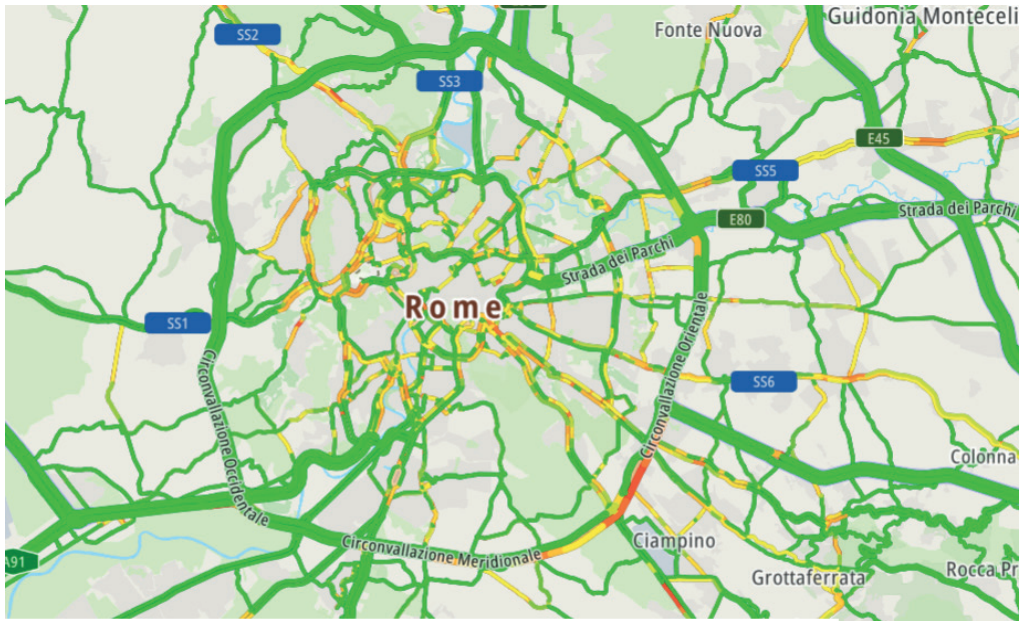 Guidonia Monteceli
Fonte Nuova
SS2
SS3
E45
SS5
Strada dei Parchi
E80
Strada dei Parchi
Rome
SS1
Circonvallazione Orientale
SS6
Circonvallazione Occidentale
Colonna
Circonvallazione Meridionale
Ciampino
A91
Grottaferrata
Rocca Pr